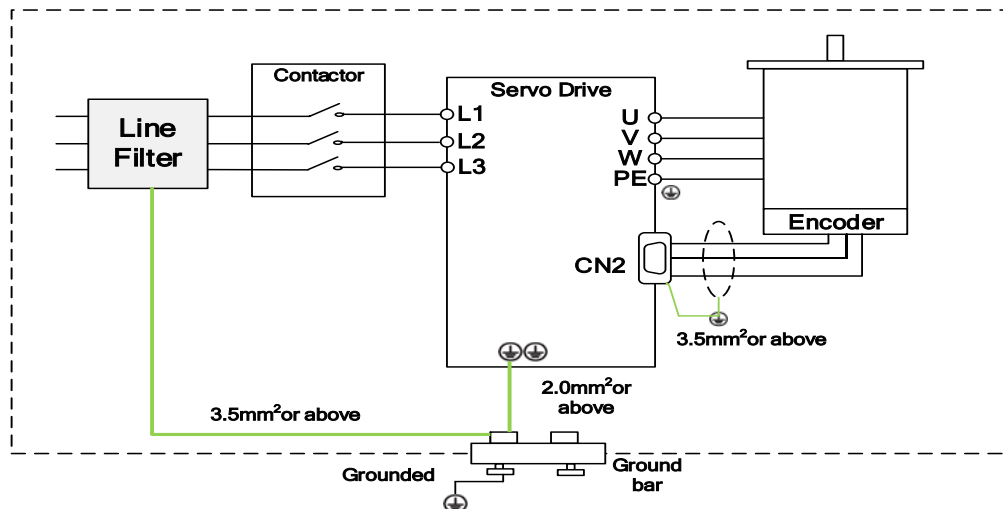 Contactor
Servo Drive
Line
Filter
L1
L2
L3
U
V
W
PE
Encoder
CN2
3.5mm²or above
2.0mm²or
above
3.5mm²or above
Grounded
Ground
bar